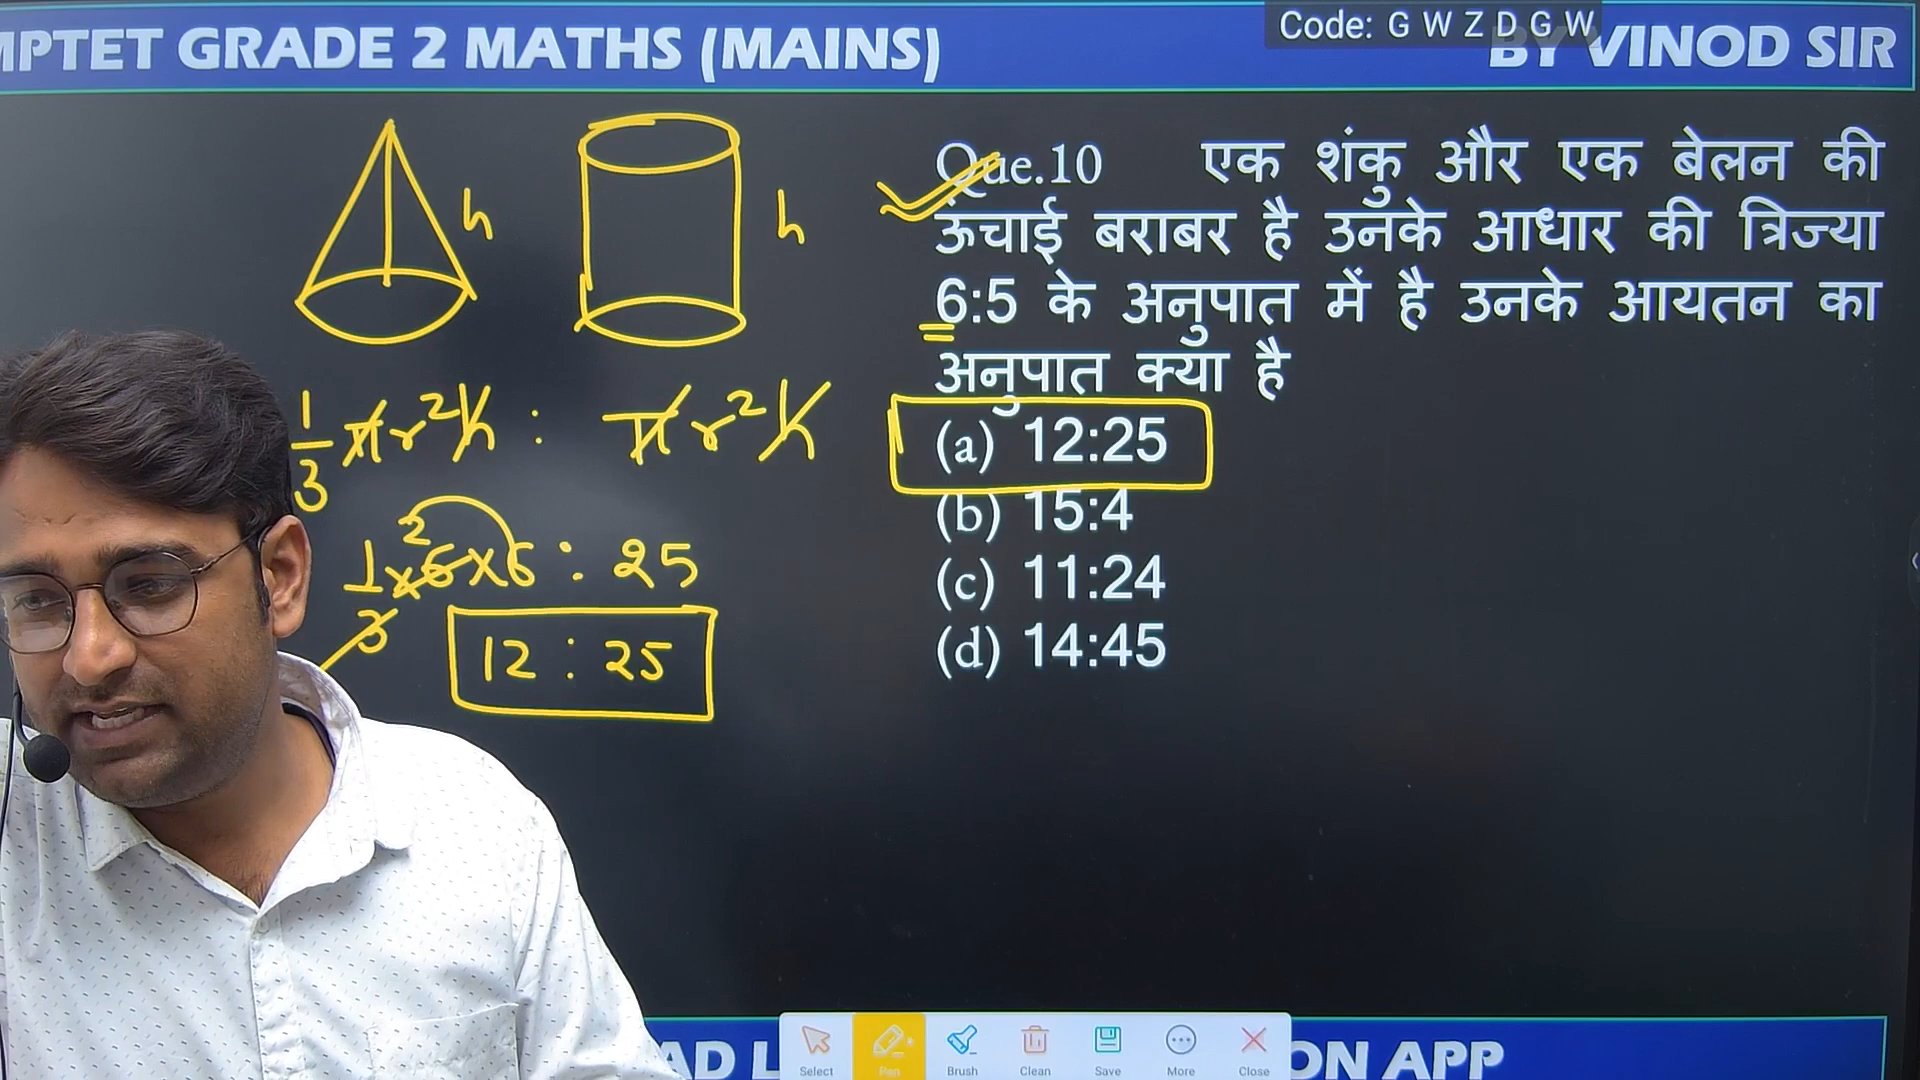 MPTET GRADE 2 MATHS (MAINS)
Code: G W Z D G W
BY VINOD SIR
h
h
Que.10 एक शंकु और एक बेलन की
ऊंचाई बराबर है उनके आधार की त्रिज्या
6:5 के अनुपात में है उनके आयतन का
अनुपात क्या है
(a) 12:25
(b) 15:4
(c) 11:24
(d) 14:45
1/3 πr²h : πr²h
1/3 × 6 × 6 : 25
2
12 : 25
Select
Pen
Brush
Clean
Save
More
Close
ON APP